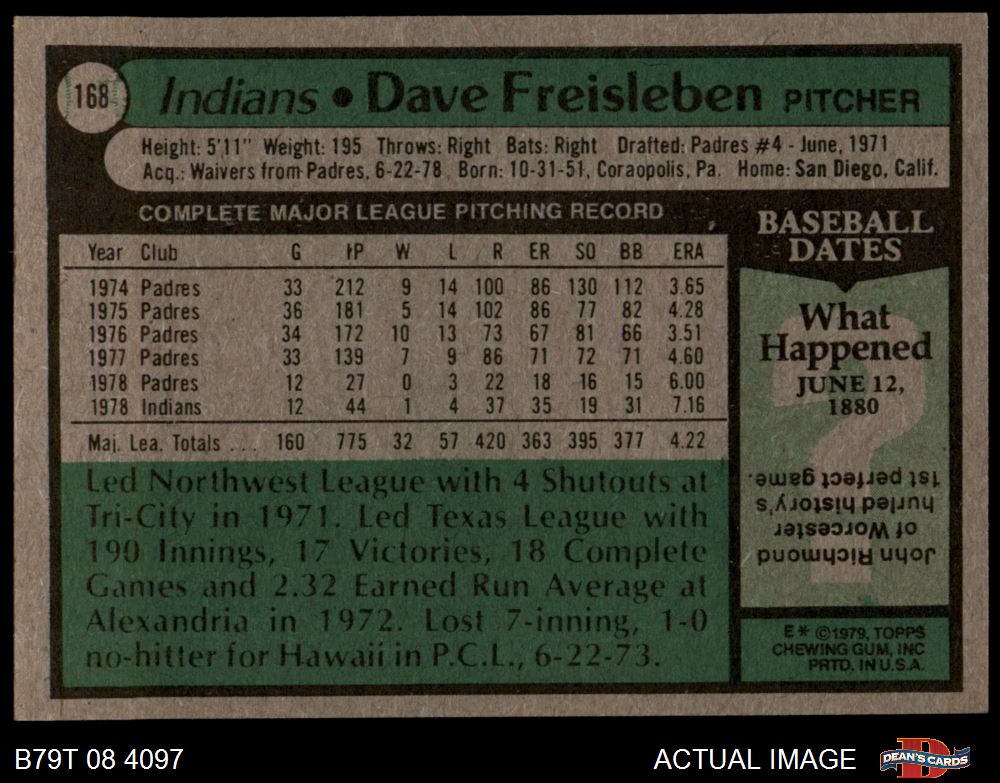 168
Indians • Dave Freisleben PITCHER
Height: 5'11" Weight: 195 Throws: Right Bats: Right Drafted: Padres #4 - June, 1971
Acq.: Waivers from Padres, 6-22-78 Born: 10-31-51, Coraopolis, Pa. Home: San Diego, Calif.
COMPLETE MAJOR LEAGUE PITCHING RECORD
Year Club G IP W L R ER SO BB ERA
1974 Padres 33 212 9 14 100 86 130 112 3.65
1975 Padres 36 181 5 14 102 86 77 82 4.28
1976 Padres 34 172 10 13 73 67 81 66 3.51
1977 Padres 33 139 7 9 86 71 72 71 4.60
1978 Padres 12 27 0 3 22 18 16 15 6.00
1978 Indians 12 44 1 4 37 35 19 31 7.16
Maj. Lea. Totals ... 160 775 32 57 420 363 395 377 4.22
Led Northwest League with 4 Shutouts at
Tri-City in 1971. Led Texas League with
190 Innings, 17 Victories, 18 Complete
Games and 2.32 Earned Run Average at
Alexandria in 1972. Lost 7-inning, 1-0
no-hitter for Hawaii in P.C.L., 6-22-73.
BASEBALL
DATES
What
Happened
JUNE 12,
1880
?
John Richmond
of Worcester
hurled history's
1st perfect game.
E* ©1979, TOPPS
CHEWING GUM, INC
PRTD. IN U.S.A.
B79T 08 4097
ACTUAL IMAGE
DEAN'S CARDS